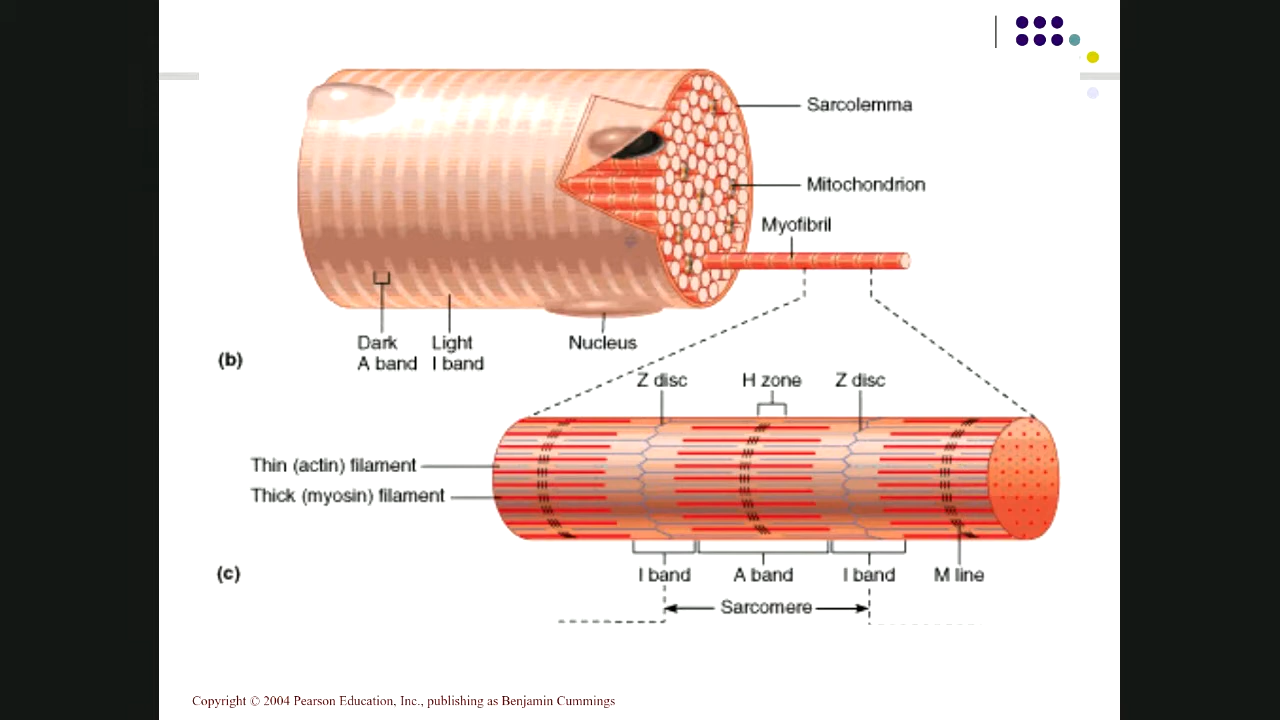 Sarcolemma
Mitochondrion
Myofibril
Dark
A band
Light
I band
Nucleus
(b)
Z disc
H zone
Z disc
Thin (actin) filament
Thick (myosin) filament
(c)
I band
A band
I band
M line
Sarcomere
Copyright © 2004 Pearson Education, Inc., publishing as Benjamin Cummings